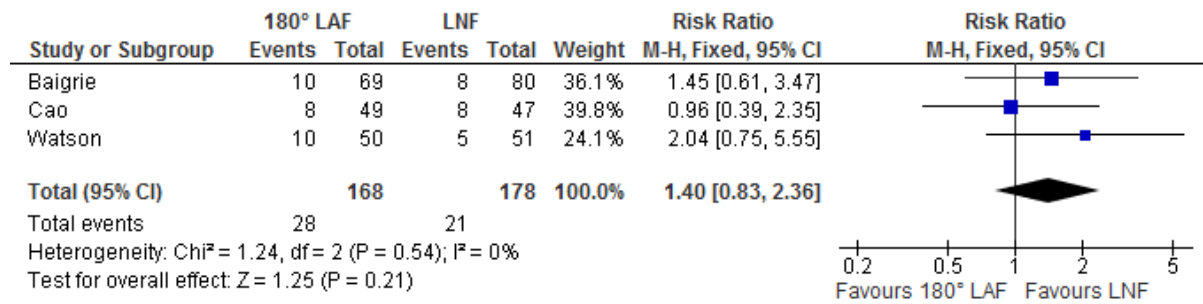 180° LAF LNF Risk Ratio Risk Ratio
Study or Subgroup Events Total Events Total Weight M-H, Fixed, 95% CI M-H, Fixed, 95% CI
Baigrie 10 69 8 80 36.1% 1.45 [0.61, 3.47]
Cao 8 49 8 47 39.8% 0.96 [0.39, 2.35]
Watson 10 50 5 51 24.1% 2.04 [0.75, 5.55]
Total (95% CI) 168 178 100.0% 1.40 [0.83, 2.36]
Total events 28 21
Heterogeneity: Chi² = 1.24, df = 2 (P = 0.54); I² = 0%
Test for overall effect: Z = 1.25 (P = 0.21)
0.2 0.5 1 2 5
Favours 180° LAF Favours LNF